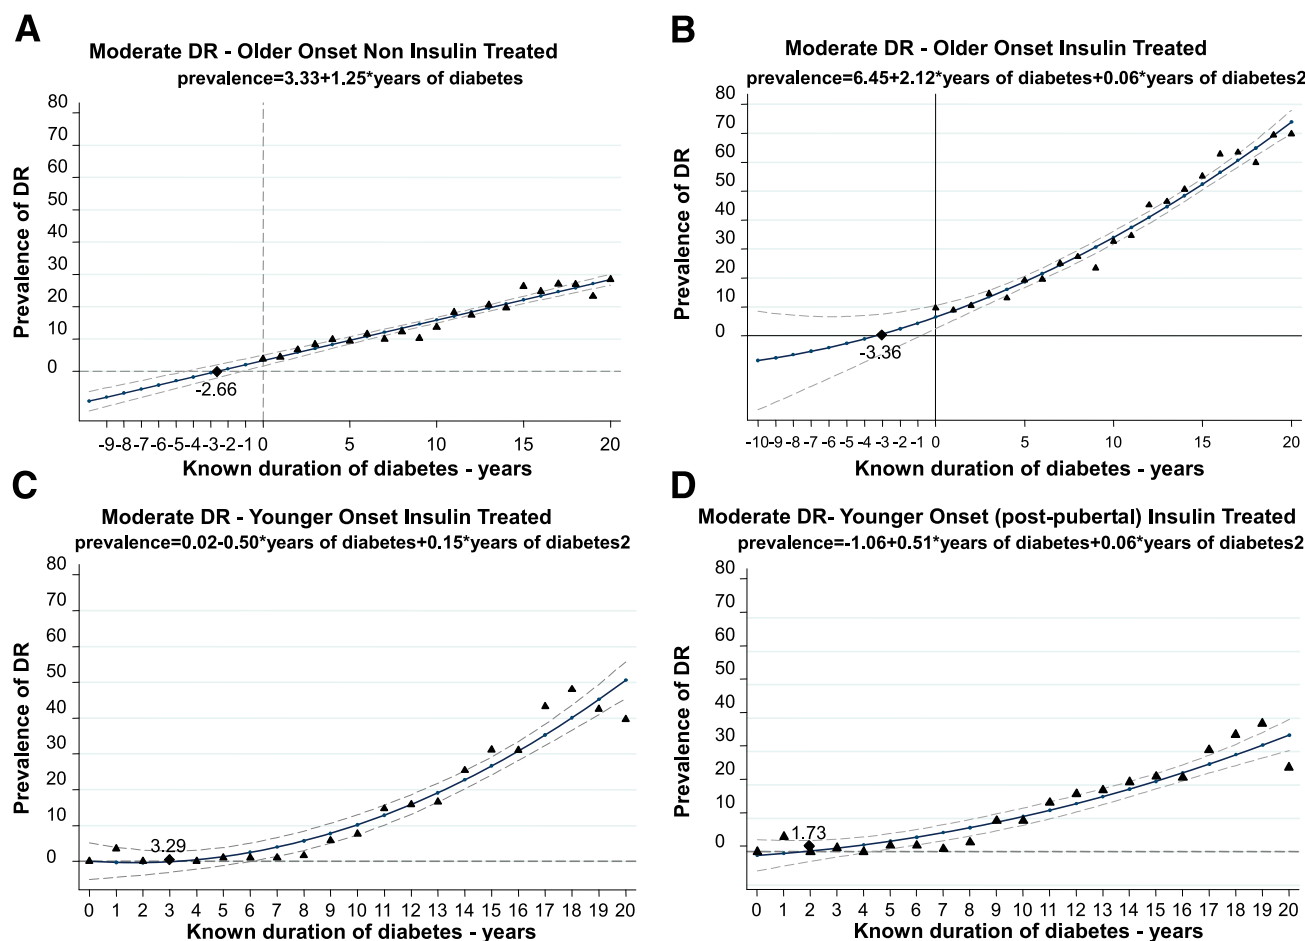 A
Moderate DR - Older Onset Non Insulin Treated
prevalence=3.33+1.25*years of diabetes
80
70
60
50
40
30
20
10
0
Prevalence of DR
-2.66
-9 -8 -7 -6 -5 -4 -3 -2 -1 0 5 10 15 20
Known duration of diabetes - years
B
Moderate DR - Older Onset Insulin Treated
prevalence=6.45+2.12*years of diabetes+0.06*years of diabetes2
80
70
60
50
40
30
20
10
0
Prevalence of DR
-3.36
-10 -9 -8 -7 -6 -5 -4 -3 -2 -1 0 5 10 15 20
Known duration of diabetes - years
C
Moderate DR - Younger Onset Insulin Treated
prevalence=0.02-0.50*years of diabetes+0.15*years of diabetes2
80
70
60
50
40
30
20
10
0
Prevalence of DR
3.29
0 1 2 3 4 5 6 7 8 9 10 11 12 13 14 15 16 17 18 19 20
Known duration of diabetes - years
D
Moderate DR- Younger Onset (post-pubertal) Insulin Treated
prevalence=-1.06+0.51*years of diabetes+0.06*years of diabetes2
80
70
60
50
40
30
20
10
0
Prevalence of DR
1.73
0 1 2 3 4 5 6 7 8 9 10 11 12 13 14 15 16 17 18 19 20
Known duration of diabetes - years